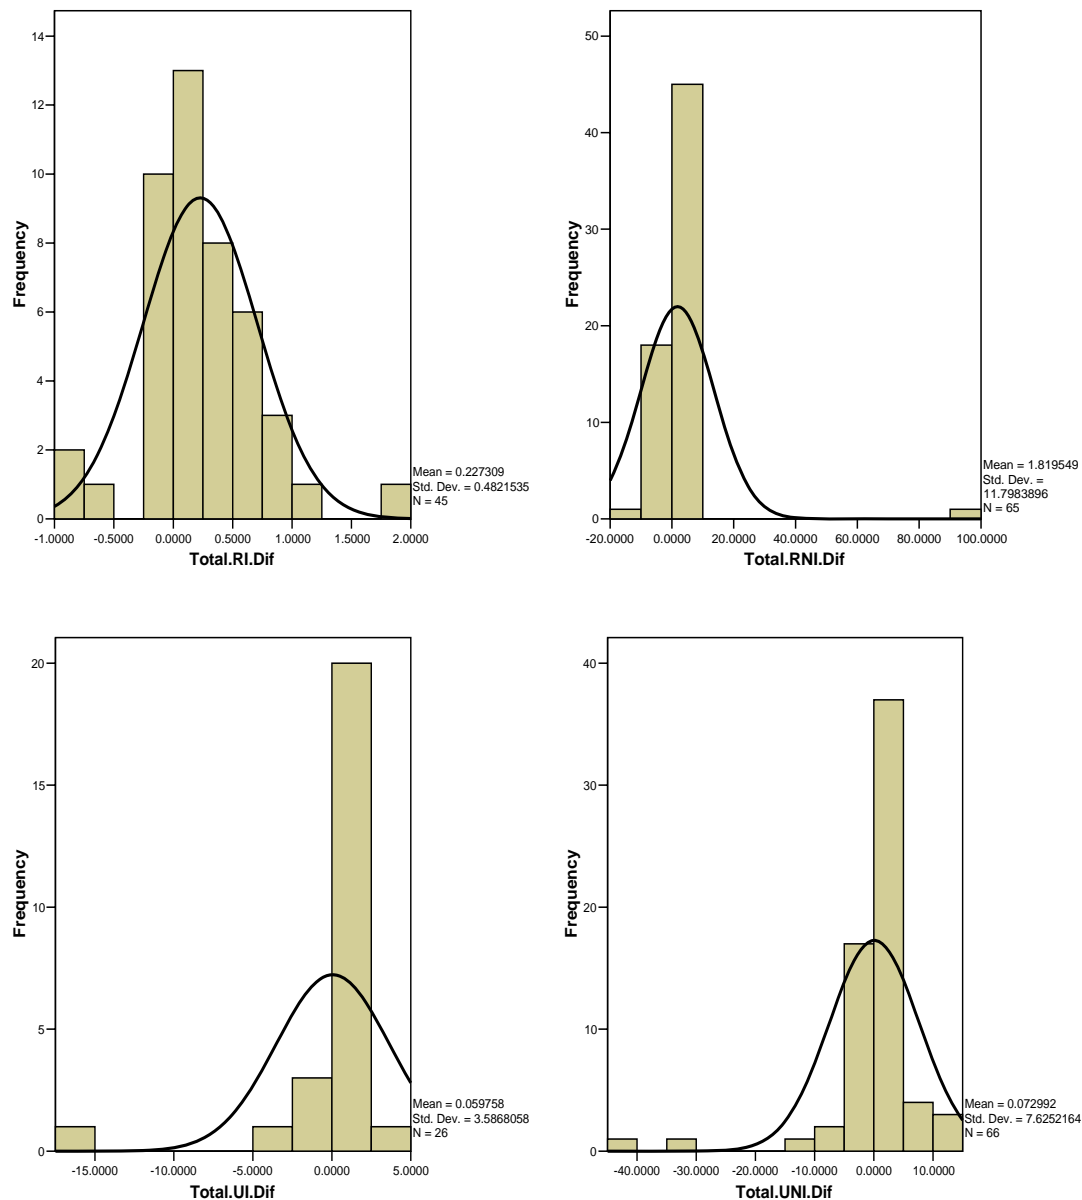 14
12
10
8
6
4
2
0
Frequency
-1.0000 -0.5000 0.0000 0.5000 1.0000 1.5000 2.0000
Total.RI.Dif
Mean = 0.227309
Std. Dev. = 0.4821535
N = 45
50
40
30
20
10
0
Frequency
-20.0000 0.0000 20.0000 40.0000 60.0000 80.0000 100.0000
Total.RNI.Dif
Mean = 1.819549
Std. Dev. =
11.7983896
N = 65
20
15
10
5
0
Frequency
-15.0000 -10.0000 -5.0000 0.0000 5.0000
Total.UI.Dif
Mean = 0.059758
Std. Dev. = 3.5868058
N = 26
40
30
20
10
0
Frequency
-40.0000 -30.0000 -20.0000 -10.0000 0.0000 10.0000
Total.UNI.Dif
Mean = 0.072992
Std. Dev. = 7.6252164
N = 66